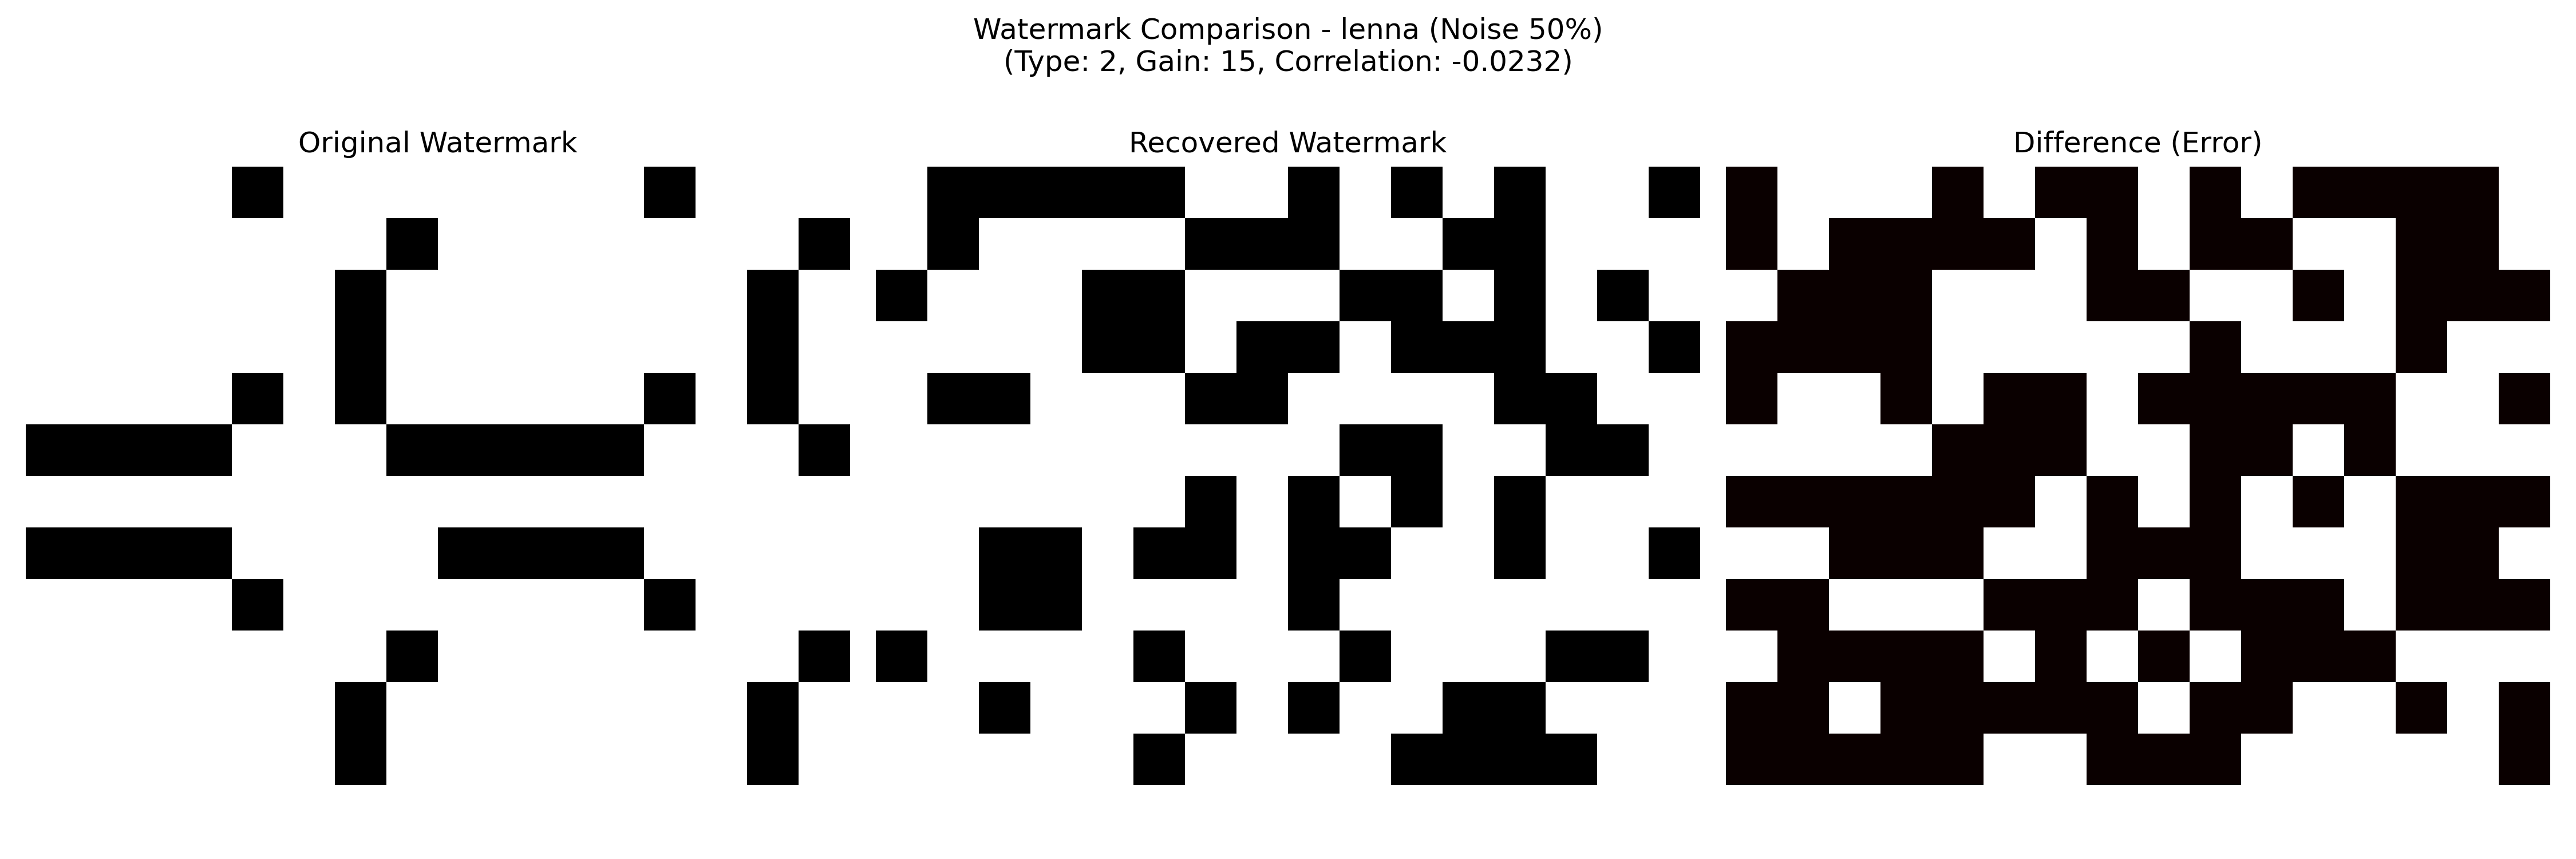 Watermark Comparison - lenna (Noise 50%)
(Type: 2, Gain: 15, Correlation: -0.0232)
Original Watermark
Recovered Watermark
Difference (Error)